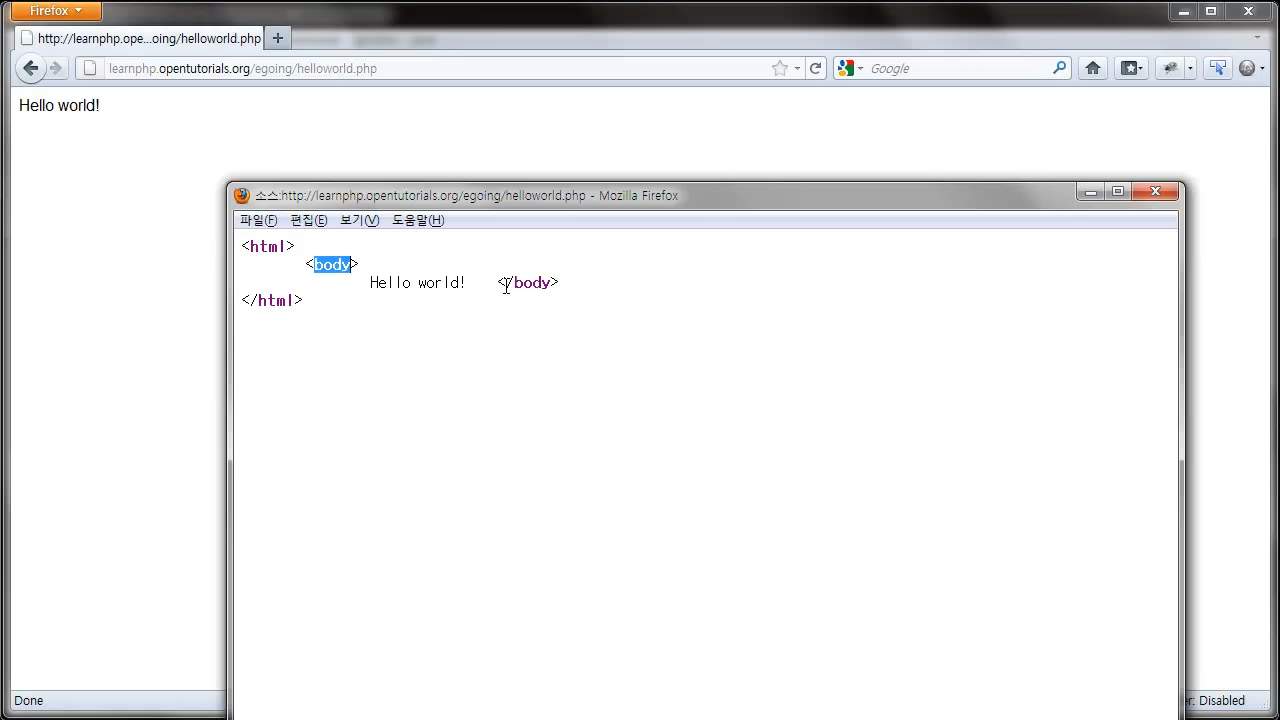 Firefox
http://learnphp.ope...oing/helloworld.php
learnphp.opentutorials.org/egoing/helloworld.php
Google
Hello world!
소스:http://learnphp.opentutorials.org/egoing/helloworld.php - Mozilla Firefox
파일(F) 편집(E) 보기(V) 도움말(H)
<html>
<body>
Hello world! </body>
</html>
Done
er: Disabled